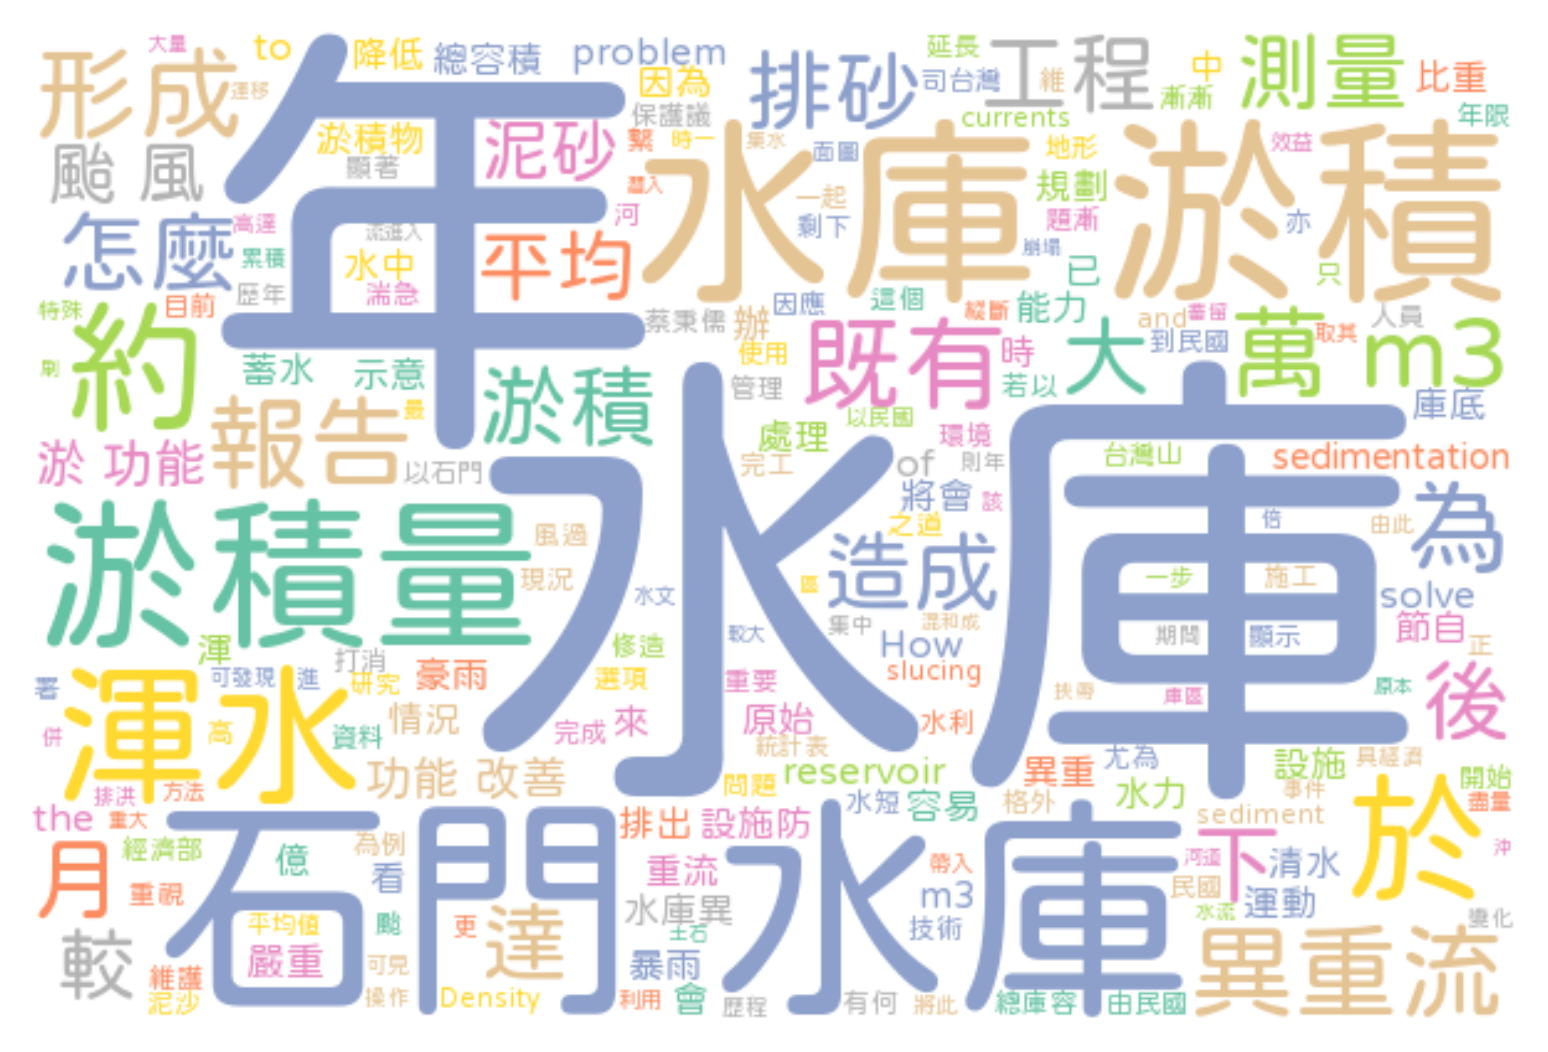 大量
形成
運移
to
降低
總容積
problem
因為
保護議
排砂
延長
司台灣
工程
維
中
漸漸
測量
比重
年限
颱 風
年
淤積物
顯著
泥砂
繫
時一
集水
面圖
currents
地形
規劃
題漸
效益
淤積
怎麼
高達
累積
歷年
流進入
水中
湍急
平均
潛入
河
水庫
一起
剩下
崩塌
已
亦
只
特殊
目前
約
刷
蓄水
示意
蔡秉儒
辦
因應
使用
管理
這個
既有
縱斷
能力
時
若以
大
and
蓄留
到民國
萬
取其
人員
m3
庫底
淤 功能
報告
最
以石門
淤積
處理
以民國
完工
環境
of
則年
將會
該
之道
台灣山
sedimentation
倍
由此
為
淤積量
風過
現況
水文
水庫
較大
區
造成
集中
混和成
How
slucing
一步
施工
期間
顯示
solve
節自
正
渾
打消
可發現
進
研究
署
併
渾水
高
資料
豪雨
情況
修造
選項
重要
完成
來
原始
統計表
水利
挾帶
庫區
原本
後
排洪
方法
功能 改善
問題
reservoir
異重
尤為
設施
具經濟
開始
盡量
the
重大
水短
容易
格外
水力
事件
sediment
於
月
經濟部
重視
億
為例
看
石門水庫
排出
設施防
重流
帶入
m3
技術
河道
民國
下
清水
水流
運動
沖
變化
較
維護
泥沙
平均值
嚴重
颱
可見
操作
更
達
Density
水庫異
土石
暴雨
利用
會
歷程
有何
將此
總庫容
由民國
異重流